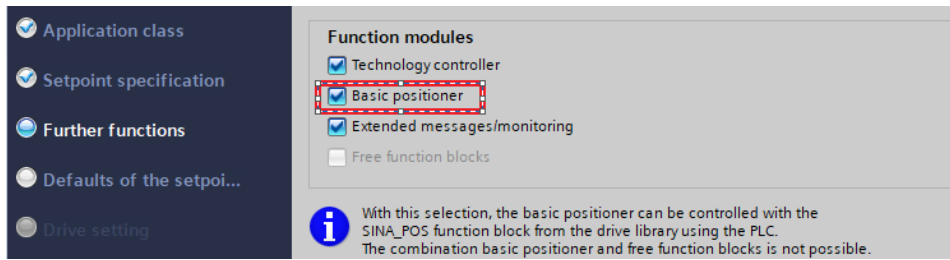 Application class
Setpoint specification
Further functions
Defaults of the setpoi...
Drive setting
Function modules
Technology controller
Basic positioner
Extended messages/monitoring
Free function blocks
With this selection, the basic positioner can be controlled with the
SINA_POS function block from the drive library using the PLC.
The combination basic positioner and free function blocks is not possible.